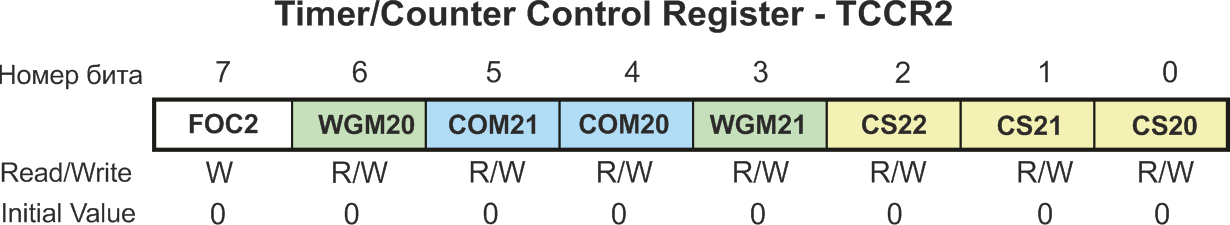 Timer/Counter Control Register - TCCR2
Номер бита 7 6 5 4 3 2 1 0
FOC2 WGM20 COM21 COM20 WGM21 CS22 CS21 CS20
Read/Write W R/W R/W R/W R/W R/W R/W R/W
Initial Value 0 0 0 0 0 0 0 0